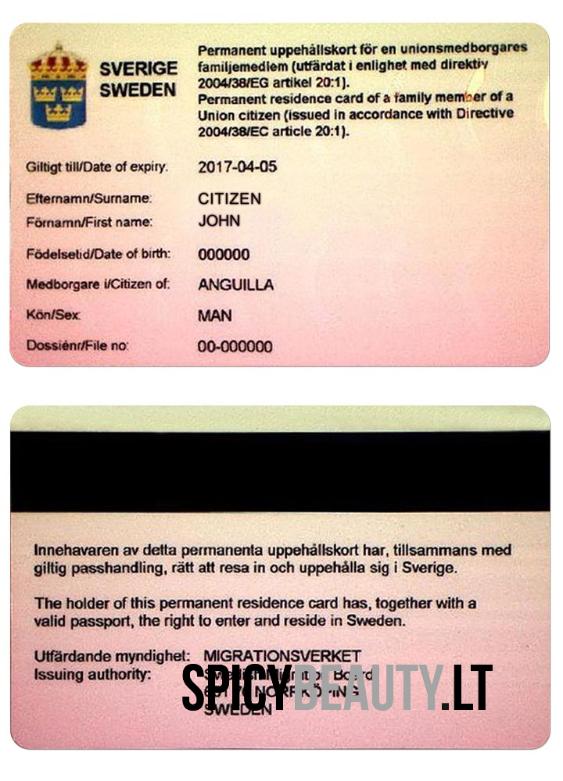 SVERIGE
SWEDEN
Permanent uppehållskort för en unionsmedborgares
familjemedlem (utfärdat i enlighet med direktiv
2004/38/EG artikel 20:1).
Permanent residence card of a family member of a
Union citizen (issued in accordance with Directive
2004/38/EC article 20:1).
Giltigt till/Date of expiry: 2017-04-05
Efternamn/Surname: CITIZEN
Förnamn/First name: JOHN
Födelsetid/Date of birth: 000000
Medborgare i/Citizen of: ANGUILLA
Kön/Sex: MAN
Dossiénr/File no: 00-000000
Innehavaren av detta permanenta uppehållskort har, tillsammans med
giltig passhandling, rätt att resa in och uppehålla sig i Sverige.
The holder of this permanent residence card has, together with a
valid passport, the right to enter and reside in Sweden.
Utfärdande myndighet: MIGRATIONSVERKET
Issuing authority: Swedish Migration Board
NORRKÖPING
SWEDEN
SPICYBEAUTY.LT